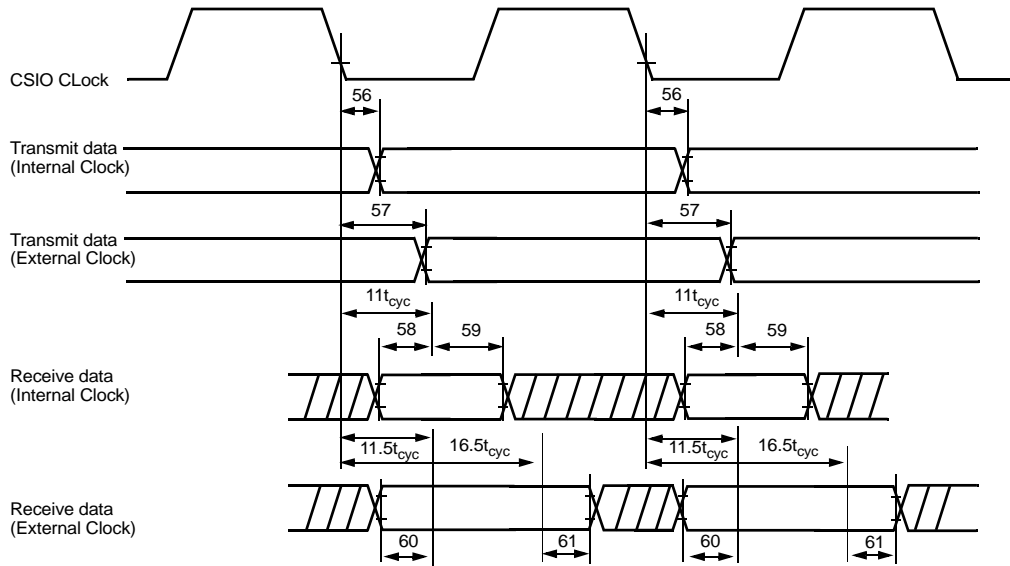 CSIO CLock
56 56
Transmit data
(Internal Clock)
57 57
Transmit data
(External Clock)
11tcyc 11tcyc
58 59 58 59
Receive data
(Internal Clock)
11.5tcyc 16.5tcyc 11.5tcyc 16.5tcyc
Receive data
(External Clock)
60 61 60 61